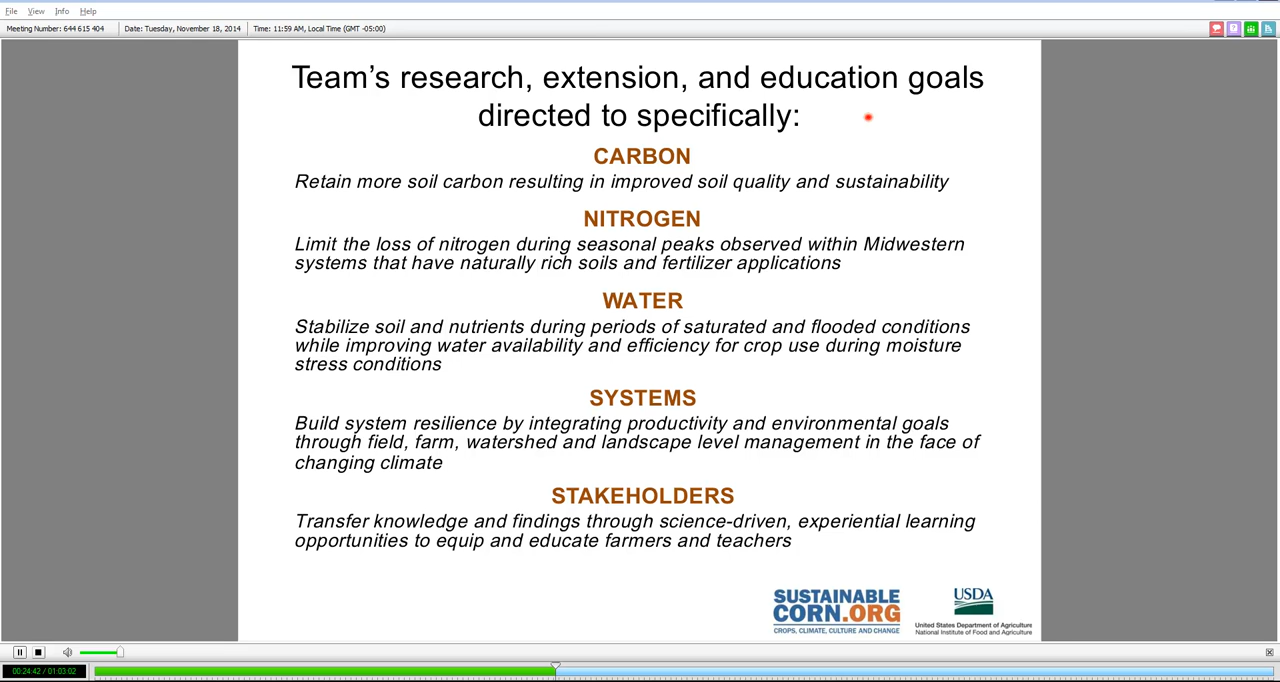 File View Info Help
Meeting Number: 644 615 404 Date: Tuesday, November 18, 2014 Time: 11:59 AM, Local Time (GMT -05:00)
Team’s research, extension, and education goals
directed to specifically:
CARBON
Retain more soil carbon resulting in improved soil quality and sustainability
NITROGEN
Limit the loss of nitrogen during seasonal peaks observed within Midwestern
systems that have naturally rich soils and fertilizer applications
WATER
Stabilize soil and nutrients during periods of saturated and flooded conditions
while improving water availability and efficiency for crop use during moisture
stress conditions
SYSTEMS
Build system resilience by integrating productivity and environmental goals
through field, farm, watershed and landscape level management in the face of
changing climate
STAKEHOLDERS
Transfer knowledge and findings through science-driven, experiential learning
opportunities to equip and educate farmers and teachers
SUSTAINABLE
CORN.ORG
CROPS, CLIMATE, CULTURE AND CHANGE
USDA
United States Department of Agriculture
National Institute of Food and Agriculture
00:24:42 / 01:03:02